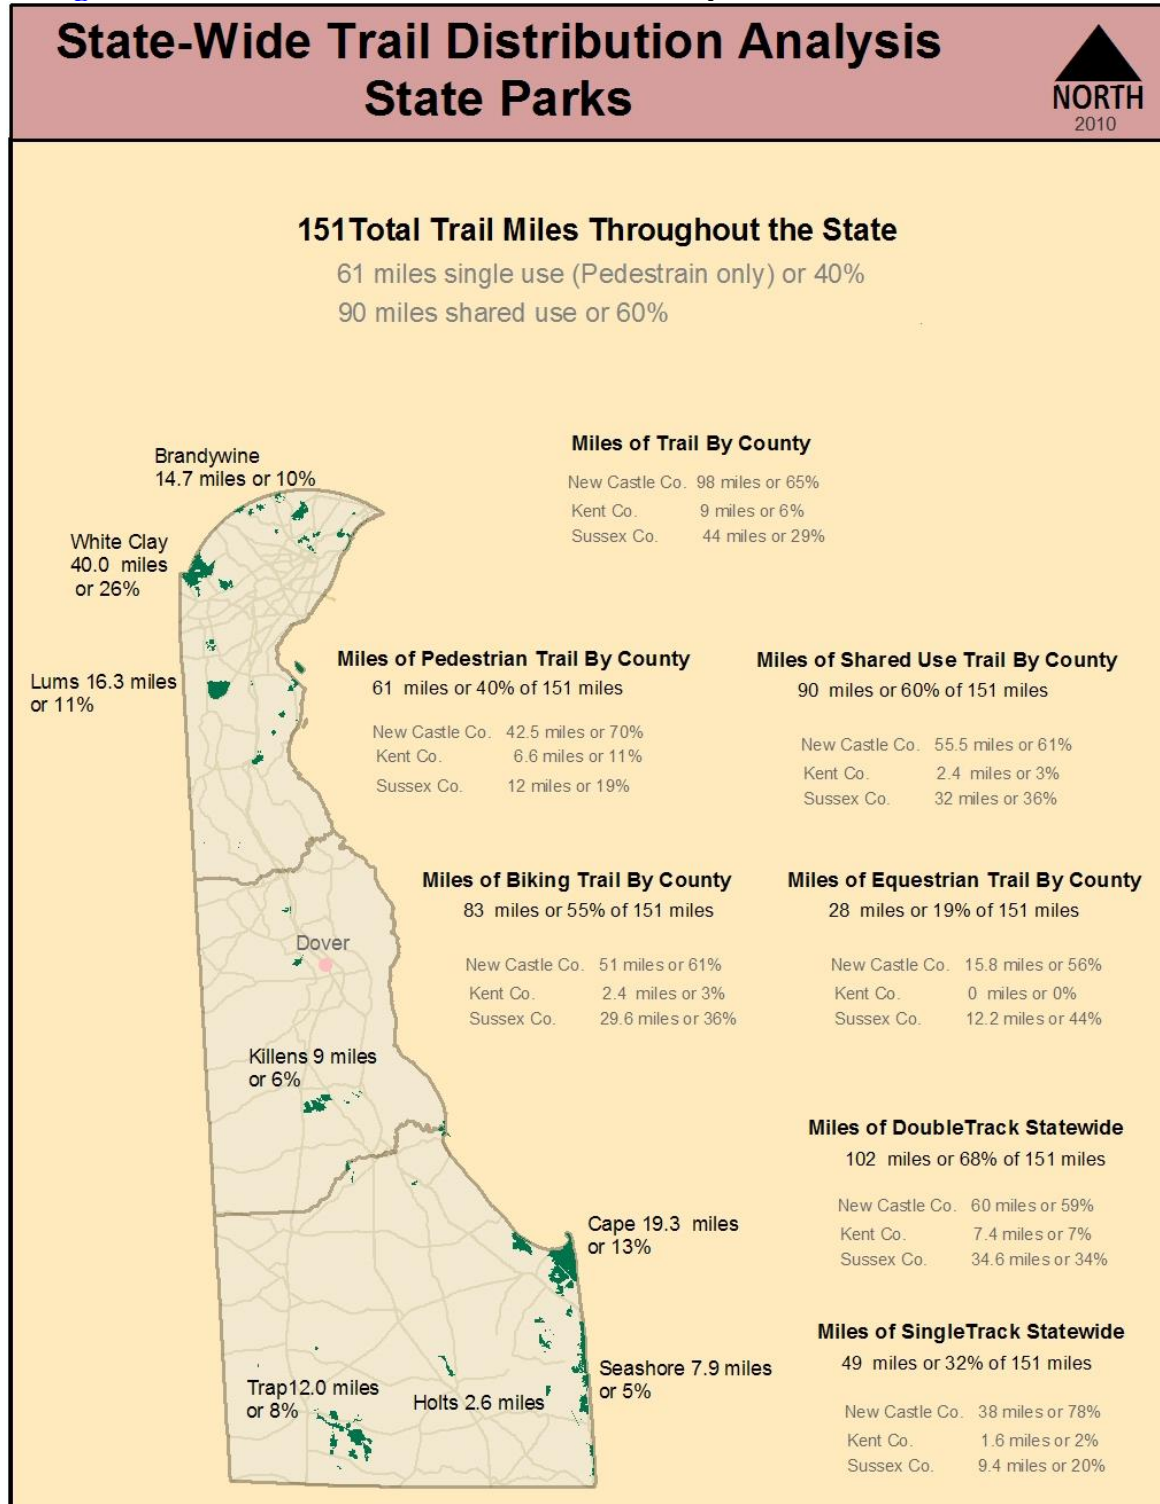 State-Wide Trail Distribution Analysis
State Parks
NORTH
2010
151Total Trail Miles Throughout the State
61 miles single use (Pedestrain only) or 40%
90 miles shared use or 60%
Miles of Trail By County
New Castle Co. 98 miles or 65%
Kent Co. 9 miles or 6%
Sussex Co. 44 miles or 29%
Brandywine
14.7 miles or 10%
White Clay
40.0 miles
or 26%
Lums 16.3 miles
or 11%
Miles of Pedestrian Trail By County
61 miles or 40% of 151 miles
New Castle Co. 42.5 miles or 70%
Kent Co. 6.6 miles or 11%
Sussex Co. 12 miles or 19%
Miles of Shared Use Trail By County
90 miles or 60% of 151 miles
New Castle Co. 55.5 miles or 61%
Kent Co. 2.4 miles or 3%
Sussex Co. 32 miles or 36%
Miles of Biking Trail By County
83 miles or 55% of 151 miles
New Castle Co. 51 miles or 61%
Kent Co. 2.4 miles or 3%
Sussex Co. 29.6 miles or 36%
Miles of Equestrian Trail By County
28 miles or 19% of 151 miles
New Castle Co. 15.8 miles or 56%
Kent Co. 0 miles or 0%
Sussex Co. 12.2 miles or 44%
Dover
Killens 9 miles
or 6%
Miles of DoubleTrack Statewide
102 miles or 68% of 151 miles
New Castle Co. 60 miles or 59%
Kent Co. 7.4 miles or 7%
Sussex Co. 34.6 miles or 34%
Cape 19.3 miles
or 13%
Miles of SingleTrack Statewide
49 miles or 32% of 151 miles
New Castle Co. 38 miles or 78%
Kent Co. 1.6 miles or 2%
Sussex Co. 9.4 miles or 20%
Seashore 7.9 miles
or 5%
Trap12.0 miles
or 8%
Holts 2.6 miles